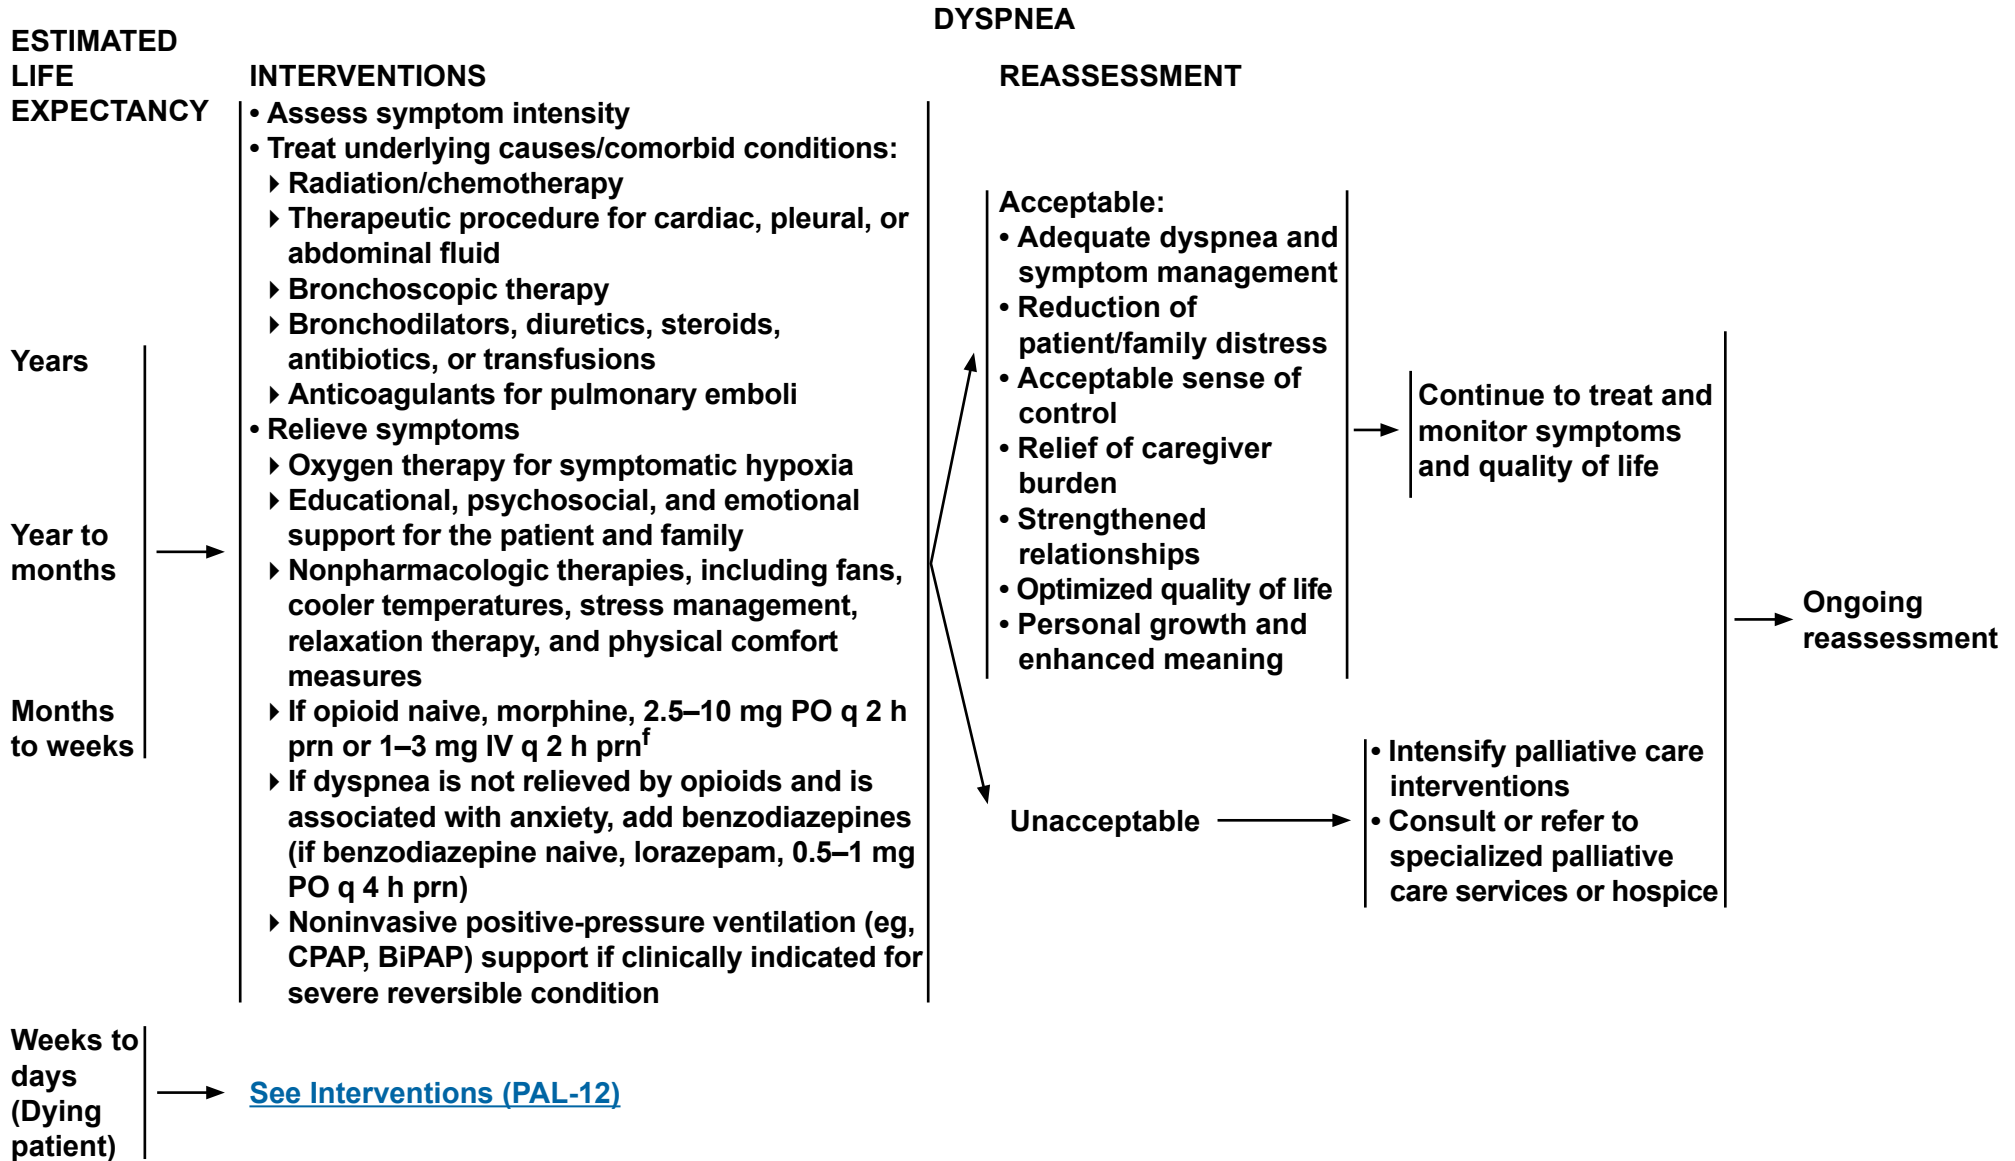 DYSPNEA
ESTIMATED
LIFE
EXPECTANCY
INTERVENTIONS
REASSESSMENT
Years
Year to
months
Months
to weeks
• Assess symptom intensity
• Treat underlying causes/comorbid conditions:
▸ Radiation/chemotherapy
▸ Therapeutic procedure for cardiac, pleural, or
abdominal fluid
▸ Bronchoscopic therapy
▸ Bronchodilators, diuretics, steroids,
antibiotics, or transfusions
▸ Anticoagulants for pulmonary emboli
• Relieve symptoms
▸ Oxygen therapy for symptomatic hypoxia
▸ Educational, psychosocial, and emotional
support for the patient and family
▸ Nonpharmacologic therapies, including fans,
cooler temperatures, stress management,
relaxation therapy, and physical comfort
measures
▸ If opioid naive, morphine, 2.5–10 mg PO q 2 h
prn or 1–3 mg IV q 2 h prnᶠ
▸ If dyspnea is not relieved by opioids and is
associated with anxiety, add benzodiazepines
(if benzodiazepine naive, lorazepam, 0.5–1 mg
PO q 4 h prn)
▸ Noninvasive positive-pressure ventilation (eg,
CPAP, BiPAP) support if clinically indicated for
severe reversible condition
Acceptable:
• Adequate dyspnea and
symptom management
• Reduction of
patient/family distress
• Acceptable sense of
control
• Relief of caregiver
burden
• Strengthened
relationships
• Optimized quality of life
• Personal growth and
enhanced meaning
Continue to treat and
monitor symptoms
and quality of life
Unacceptable
• Intensify palliative care
interventions
• Consult or refer to
specialized palliative
care services or hospice
Ongoing
reassessment
Weeks to
days
(Dying
patient)
See Interventions (PAL-12)